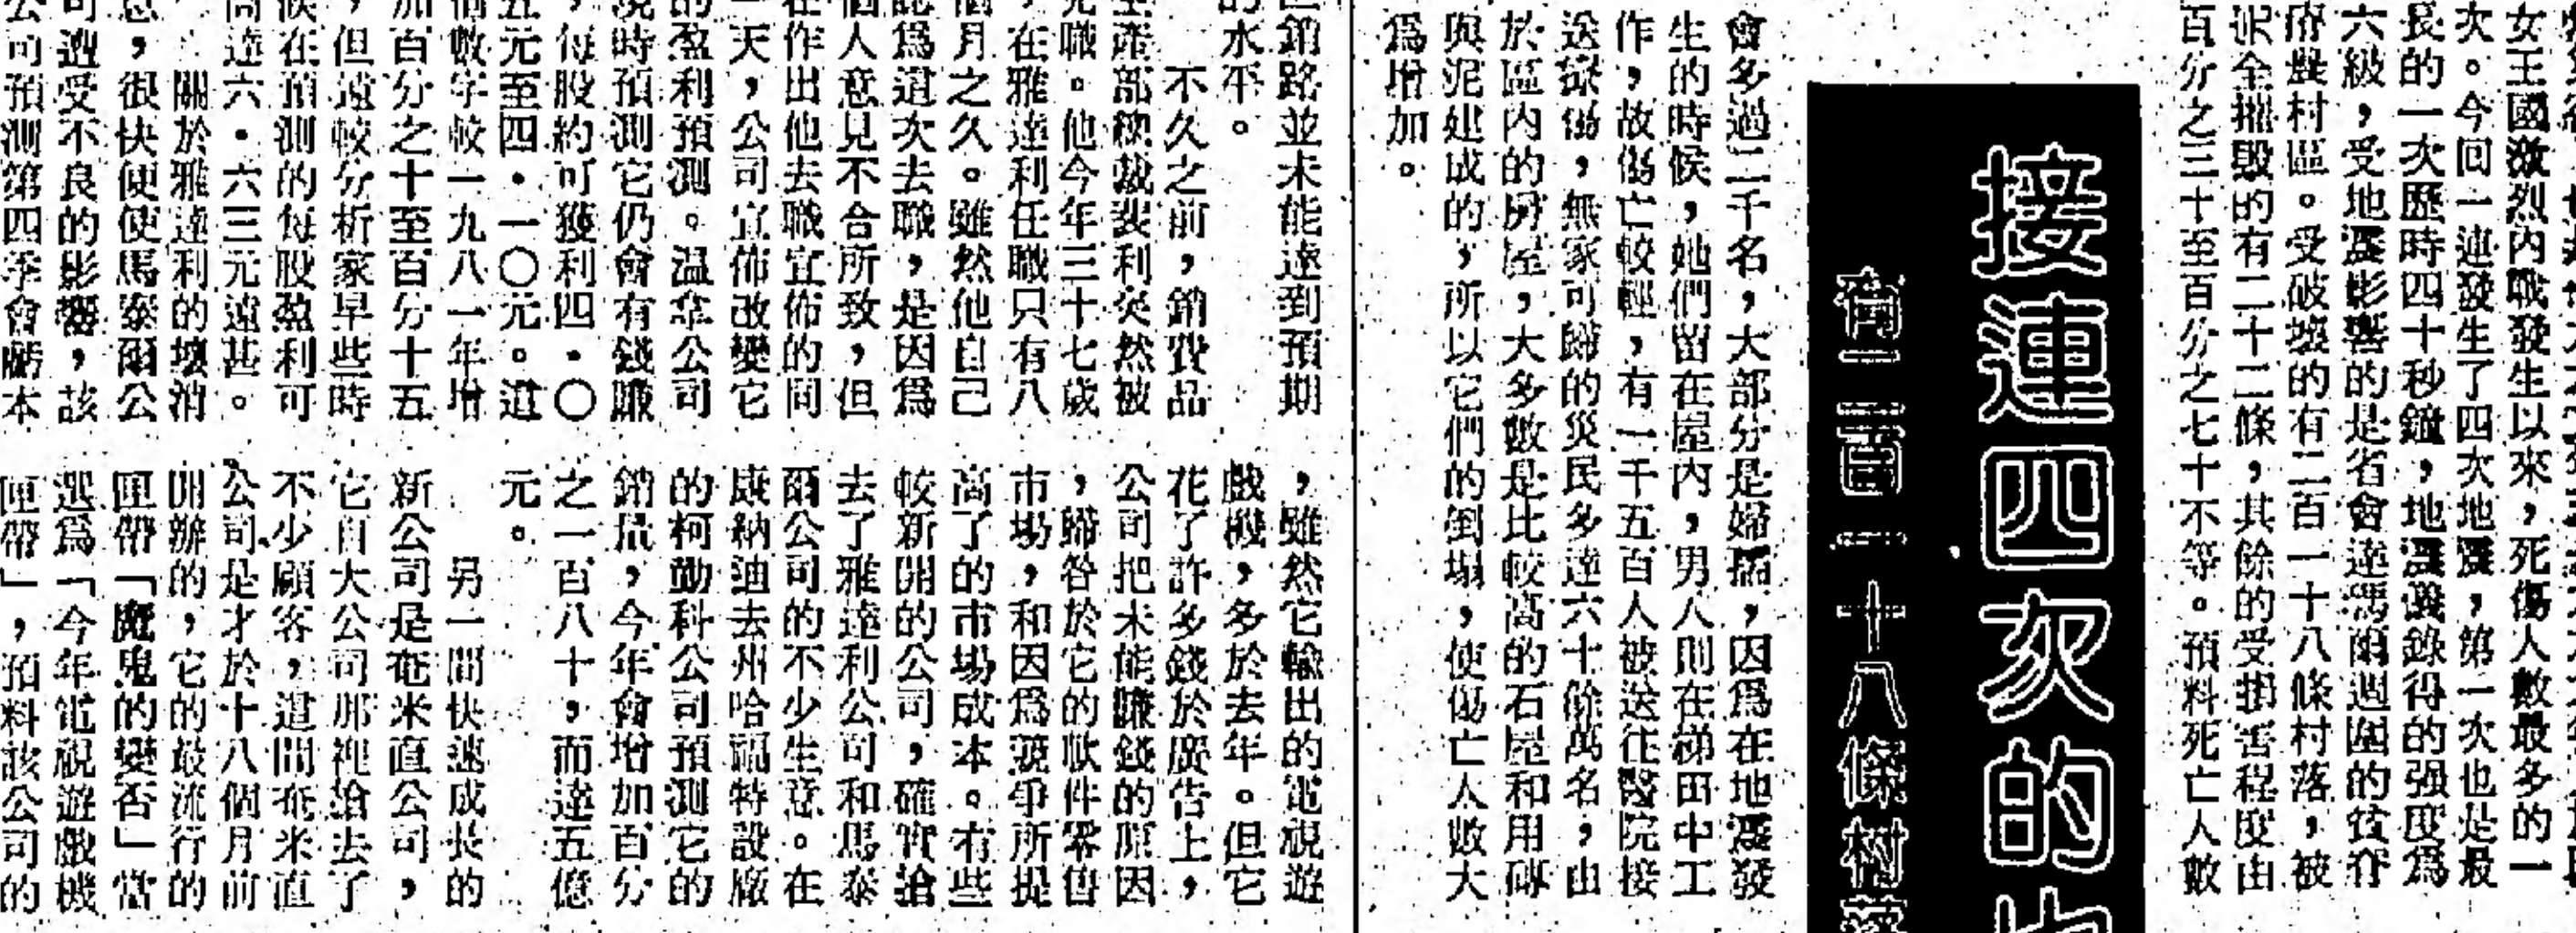 女王國激烈內戰發生以來，死傷人數最多的一
次。今回一連發生了四次地震，第一次也是最
長的一次歷時四十秒鐘，地震儀錄得的强度爲
六級，受地震影響的是省會達瑪爾週圍的貧脊
村區。受破壞的有二百一十八條村落，被
全摧毀的有二十二條，其餘的受損害程度由
百分之三十至百分之七十不等。預料死亡人數
接連四次的
有二百一十八條村落
會多過二千名，大部分是婦孺，因爲在地震發
生的時候，她們留在屋內，男人則在梯田中工
作，故傷亡較輕，有一千五百人被送往醫院接
送療傷，無家可歸的災民多達六十餘萬名，由
於區內的房屋，大多數是比較高的石屋和用磚
與泥建成的，所以它們的倒塌，使傷亡人數大
爲增加。
銷路並未能達到預期
的水平。
不久之前，銷費品
生產部總裁裴利突然被
免職。他今年三十七歲
，在雅達利任職只有八
個月之久。雖然他自己
認爲這次去職，是因爲
個人意見不合所致，但
在作出他去職宣佈的同
一天，公司宣佈改變它
的盈利預測。温拿公司
現時預測它仍會有錢賺
，每股約可獲利四·〇
五元至四·一〇元。這
個數字較一九八一年增
加百分之十至百分十五
，但遠較分析家早些時
候在預測的每股盈利可
高達六·六三元遠甚。
關於雅達利的壞消
息，很快便使馬泰爾公
司遭受不良的影響，該
公司預測第四季會虧本
，雖然它輸出的電視遊
戲機，多於去年。但它
花了許多錢於廣告上，
公司把未能賺錢的原因
，歸咎於它的軟件零售
市場，和因爲競爭所提
高了的市場成本。有些
較新開的公司，確實搶
去了雅達利公司和馬泰
爾公司的不少生意。在
康納迪去州哈福特設廠
的柯勒科公司預測它的
銷量，今年會增加百分
之一百八十，而達五億
元。
另一間快速成長的
新公司是奄米直公司，
它自大公司那裡搶去了
不少顧客，這間奄米直
公司是才於十八個月前
開辦的，它的最流行的
匣帶「魔鬼的變否」當
選爲「今年電視遊戲機
匣帶」，預料該公司的